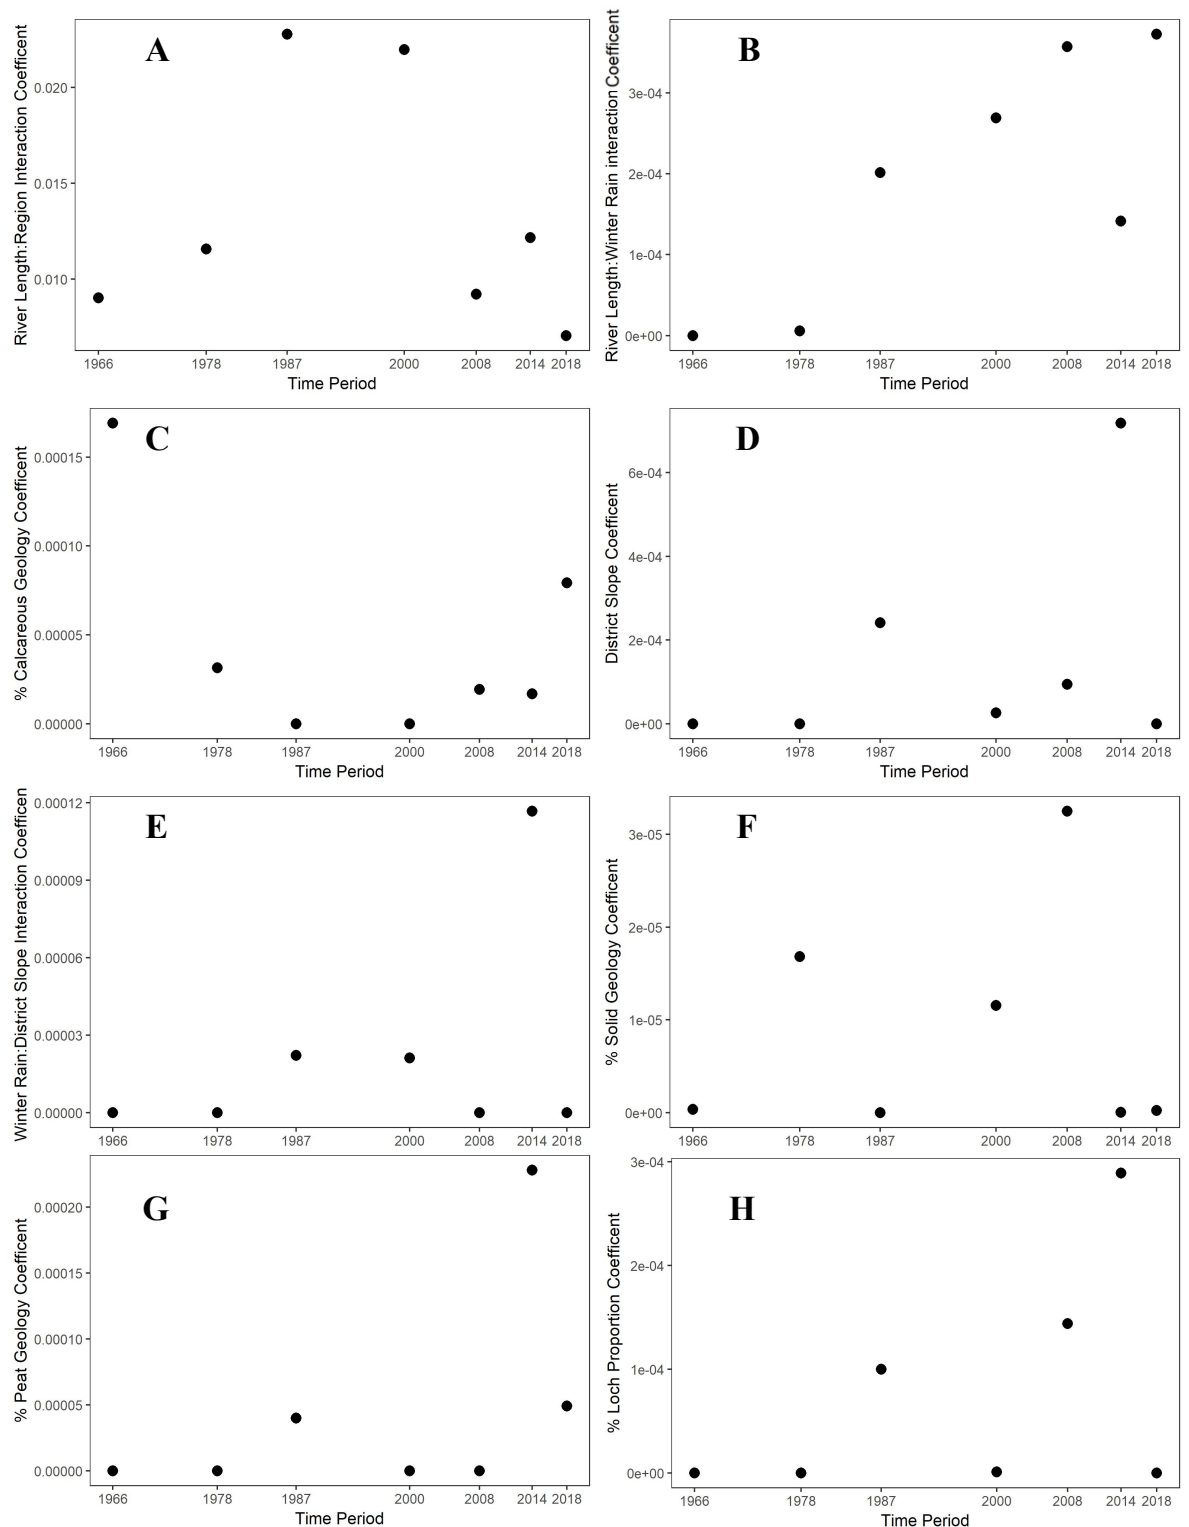 A
River Length:Region Interaction Coefficent
0.020
0.015
0.010
1966 1978 1987 2000 2008 2014 2018
Time Period
B
River Length:Winter Rain interaction Coefficent
3e-04
2e-04
1e-04
0e+00
1966 1978 1987 2000 2008 2014 2018
Time Period
C
% Calcareous Geology Coefficent
0.00015
0.00010
0.00005
0.00000
1966 1978 1987 2000 2008 2014 2018
Time Period
D
District Slope Coefficent
6e-04
4e-04
2e-04
0e+00
1966 1978 1987 2000 2008 2014 2018
Time Period
E
Winter Rain:District Slope Interaction Coefficen
0.00012
0.00009
0.00006
0.00003
0.00000
1966 1978 1987 2000 2008 2014 2018
F
% Solid Geology Coefficent
3e-05
2e-05
1e-05
0e+00
1966 1978 1987 2000 2008 2014 2018
G
% Peat Geology Coefficent
0.00020
0.00015
0.00010
0.00005
0.00000
1966 1978 1987 2000 2008 2014 2018
Time Period
H
% Loch Proportion Coefficent
3e-04
2e-04
1e-04
0e+00
1966 1978 1987 2000 2008 2014 2018
Time Period